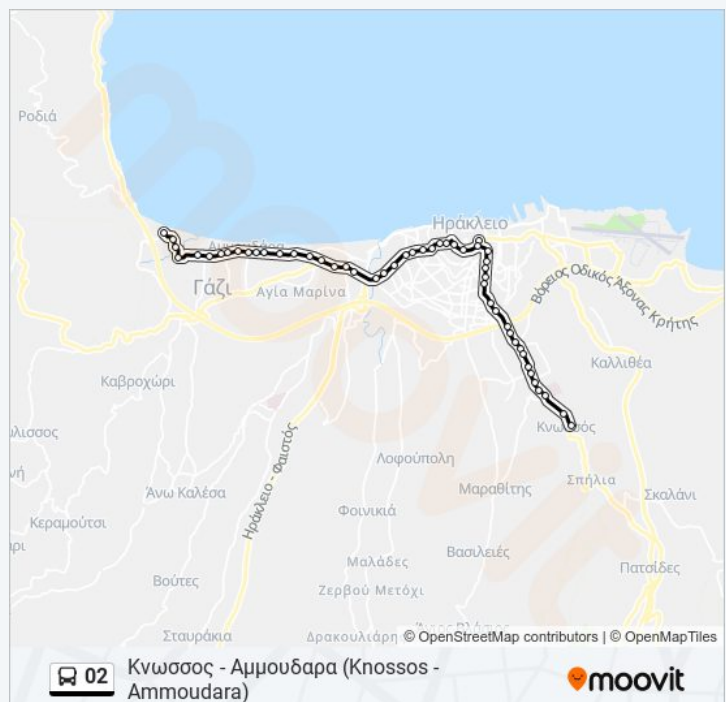 Ροδιά
Ηράκλειο
Αμμουδάρα
Γάζι
Αγία Μαρίνα
Βόρειος Οδικός Άξονας Κρήτης
Καβροχώρι
Καλλιθέα
Κνωσσός
Ηράκλειο - Φαιστός
Λοφούπολη
Σπήλια
Άνω Καλέσα
Μαραθίτης
Σκαλάνι
Κεραμούτσι
Φοινικιά
Βασιλειές
Μαλάδες
Πατσίδες
Βούτες
Ζερβού Μετόχι
Σταυράκια
Δρακουλιάρη
© OpenStreetMap contributors | © OpenMapTiles
02
Κνωσσος - Αμμουδαρα (Knossos -
Ammoudara)
moovit